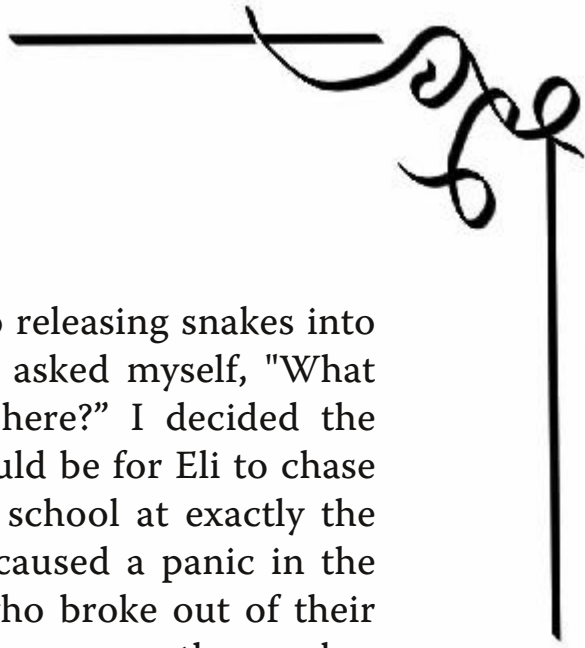 releasing snakes into
asked myself, "What
here?” I decided the
uld be for Eli to chase
school at exactly the
caused a panic in the
ho broke out of their